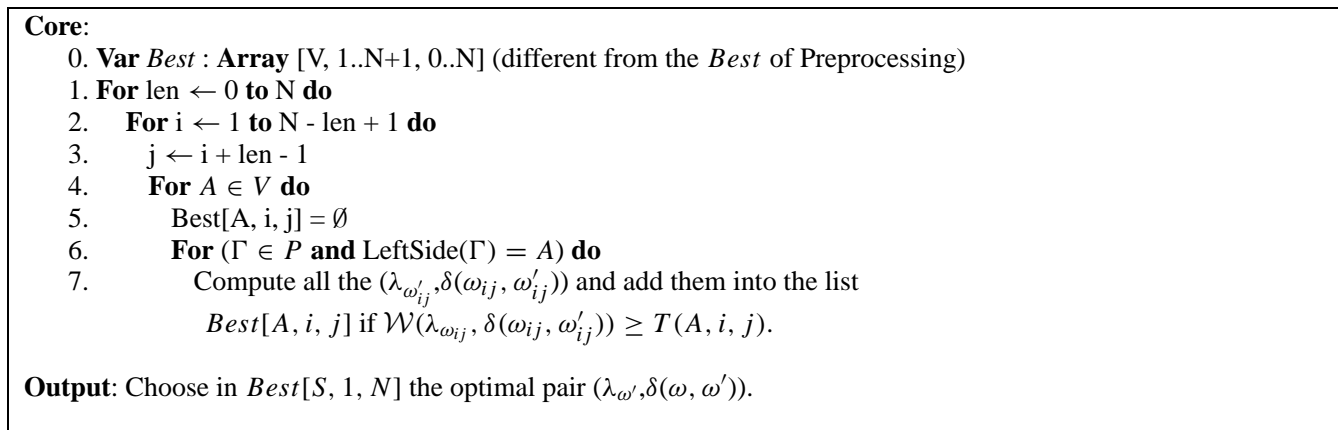 Core:
0. Var Best : Array [V, 1..N+1, 0..N] (different from the Best of Preprocessing)
1. For len ← 0 to N do
2. For i ← 1 to N - len + 1 do
3. j ← i + len - 1
4. For A ∈ V do
5. Best[A, i, j] = ∅
6. For (Γ ∈ P and LeftSide(Γ) = A) do
7. Compute all the (λ_{ω′_{ij}},δ(ω_{ij}, ω′_{ij})) and add them into the list
Best[A, i, j] if 𝒲(λ_{ω_{ij}}, δ(ω_{ij}, ω′_{ij})) ≥ T(A, i, j).
Output: Choose in Best[S, 1, N] the optimal pair (λ_{ω′},δ(ω, ω′)).